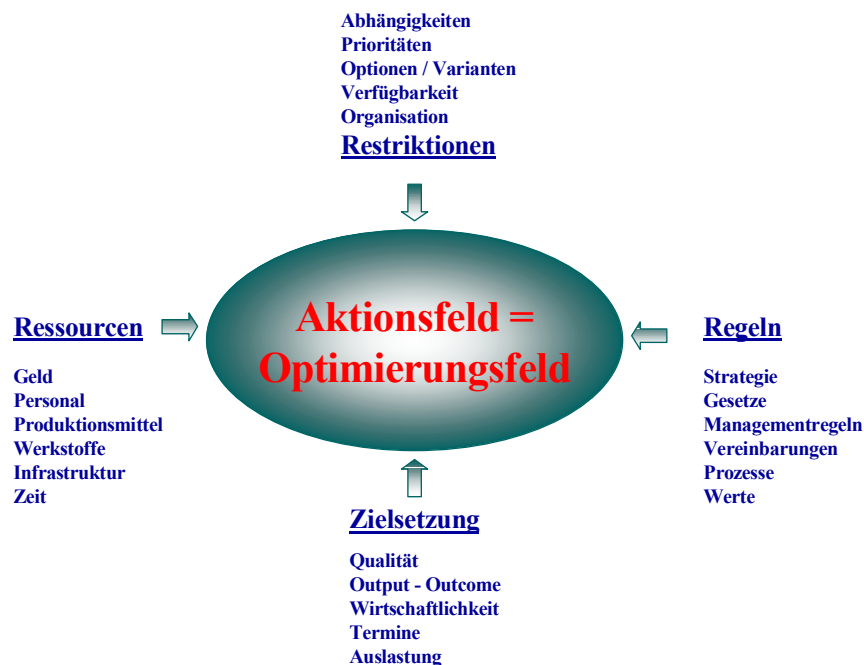 Abhängigkeiten
Prioritäten
Optionen / Varianten
Verfügbarkeit
Organisation
Restriktionen
Ressourcen
Geld
Personal
Produktionsmittel
Werkstoffe
Infrastruktur
Zeit
Aktionsfeld =
Optimierungsfeld
Regeln
Strategie
Gesetze
Managementregeln
Vereinbarungen
Prozesse
Werte
Zielsetzung
Qualität
Output - Outcome
Wirtschaftlichkeit
Termine
Auslastung